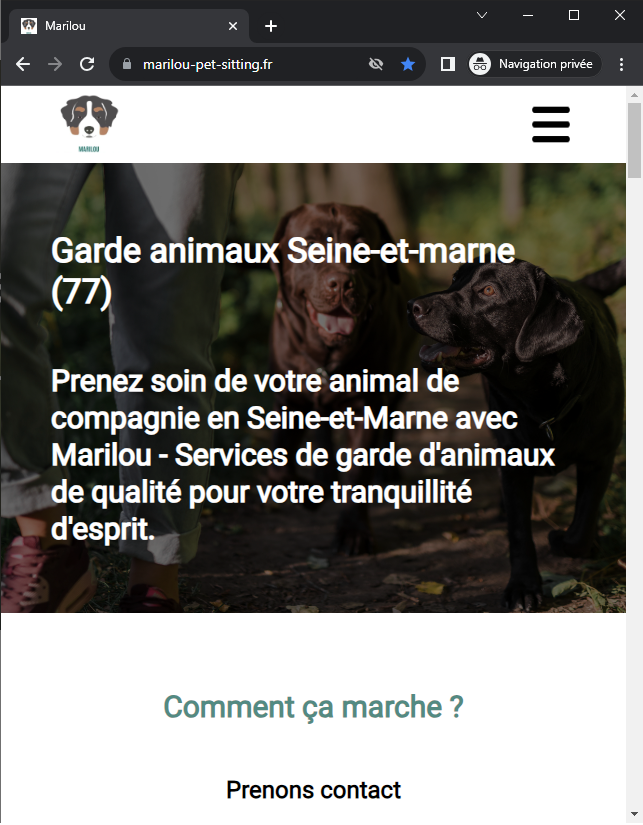 Marilou
marilou-pet-sitting.fr
Navigation privée
MARILOU
Garde animaux Seine-et-marne
(77)
Prenez soin de votre animal de
compagnie en Seine-et-Marne avec
Marilou - Services de garde d'animaux
de qualité pour votre tranquillité
d'esprit.
Comment ça marche ?
Prenons contact